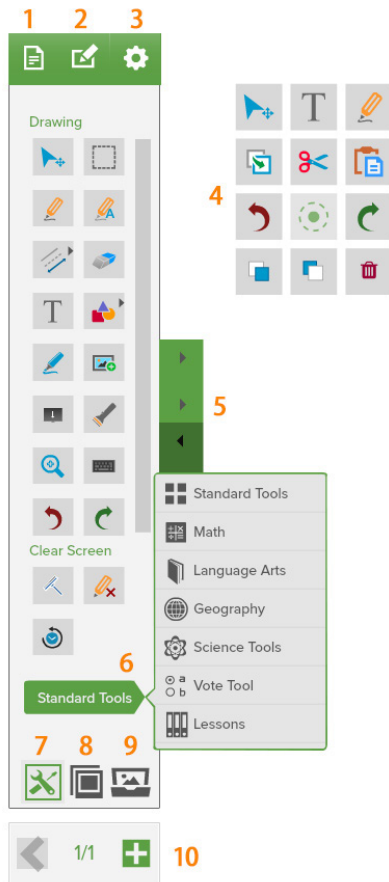 1 2 3
Drawing
4
5
Clear Screen
6
Standard Tools
Standard Tools
Math
Language Arts
Geography
Science Tools
a
b
Vote Tool
Lessons
7 8 9
1/1
10